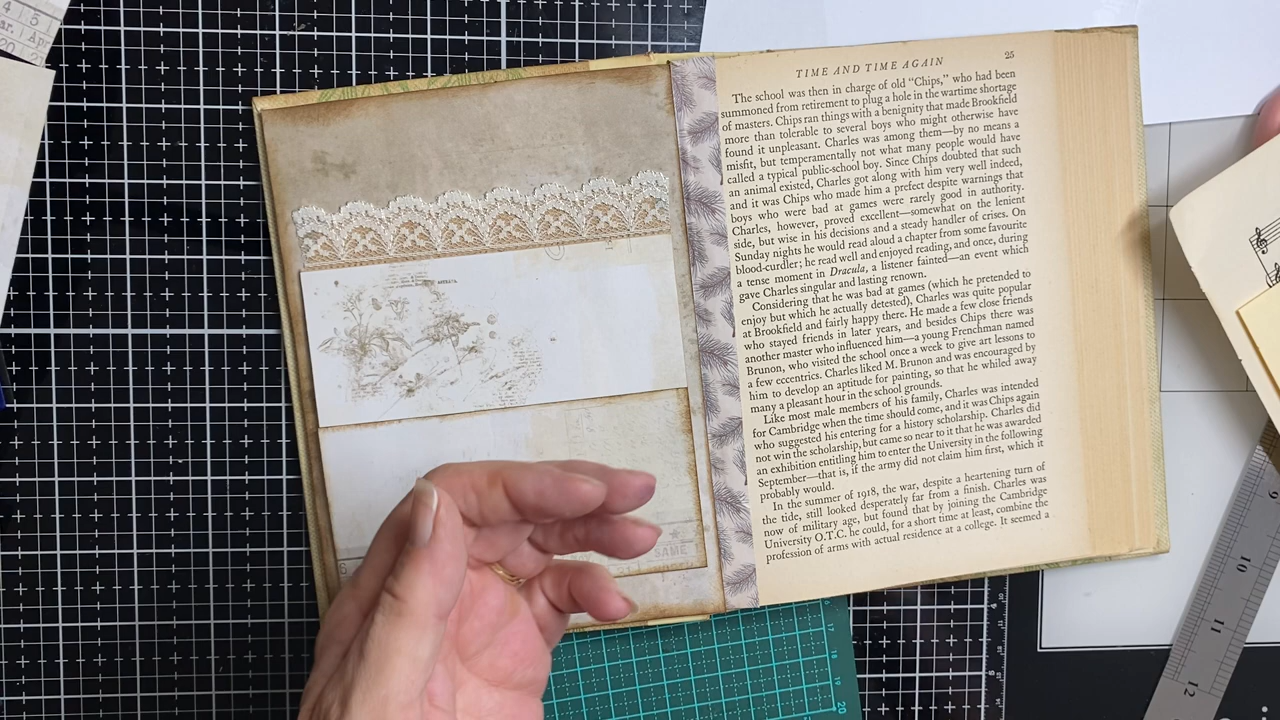 4 5
ar. Apr
20
TIME AND TIME AGAIN 25
The school was then in charge of old “Chips,” who had been
summoned from retirement to plug a hole in the wartime shortage
of masters. Chips ran things with a benignity that made Brookfield
more than tolerable to several boys who might otherwise have
found it unpleasant. Charles was among them—by no means a
misfit, but temperamentally not what many people would have
called a typical public-school boy. Since Chips doubted that such
an animal existed, Charles got along with him very well indeed,
and it was Chips who made him a prefect despite warnings that
boys who were bad at games were rarely good in authority.
Charles, however, proved excellent—somewhat on the lenient
side, but wise in his decisions and a steady handler of crises. On
Sunday nights he would read aloud a chapter from some favourite
blood-curdler; he read well and enjoyed reading, and once, during
a tense moment in Dracula, a listener fainted—an event which
gave Charles singular and lasting renown.
Considering that he was bad at games (which he pretended to
enjoy but which he actually detested), Charles was quite popular
at Brookfield and fairly happy there. He made a few close friends
who stayed friends in later years, and besides Chips there was
another master who influenced him—a young Frenchman named
Brunon, who visited the school once a week to give art lessons to
a few eccentrics. Charles liked M. Brunon and was encouraged by
him to develop an aptitude for painting, so that he whiled away
many a pleasant hour in the school grounds.
Like most male members of his family, Charles was intended
for Cambridge when the time should come, and it was Chips again
who suggested his entering for a history scholarship. Charles did
not win the scholarship, but came so near to it that he was awarded
an exhibition entitling him to enter the University in the following
September—that is, if the army did not claim him first, which it
probably would.
In the summer of 1918, the war, despite a heartening turn of
the tide, still looked desperately far from a finish. Charles was
now of military age, but found that by joining the Cambridge
University O.T.C. he could, for a short time at least, combine the
profession of arms with actual residence at a college. It seemed a
SAME
S
10
11
12
20